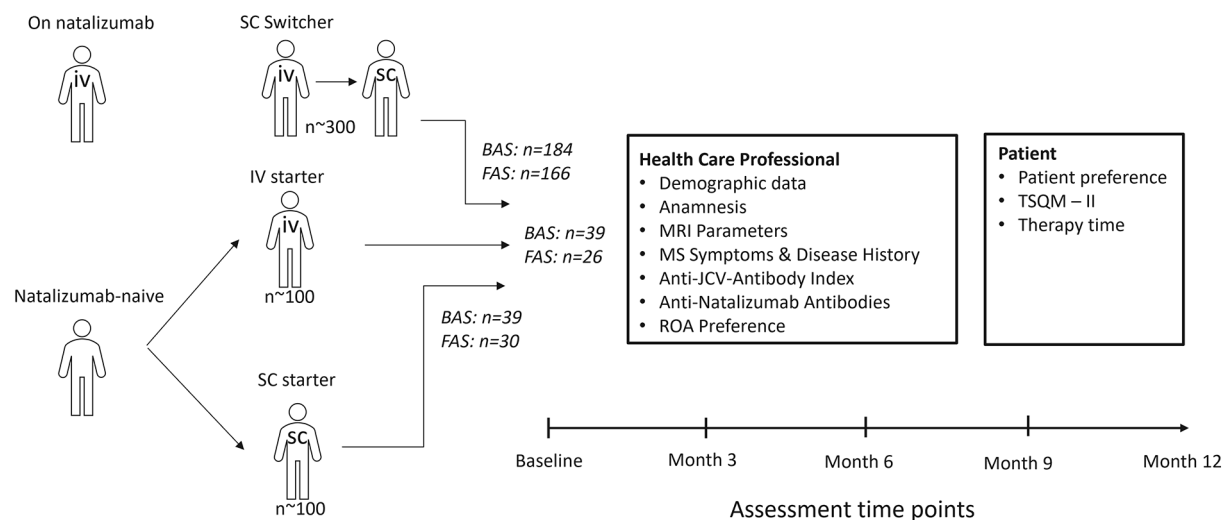 On natalizumab
iv
SC Switcher
iv
SC
n~300
BAS: n=184
FAS: n=166
IV starter
iv
n~100
BAS: n=39
FAS: n=26
Natalizumab-naive
BAS: n=39
FAS: n=30
SC starter
SC
n~100
Health Care Professional
• Demographic data
• Anamnesis
• MRI Parameters
• MS Symptoms & Disease History
• Anti-JCV-Antibody Index
• Anti-Natalizumab Antibodies
• ROA Preference
Patient
• Patient preference
• TSQM – II
• Therapy time
Baseline
Month 3
Month 6
Month 9
Month 12
Assessment time points